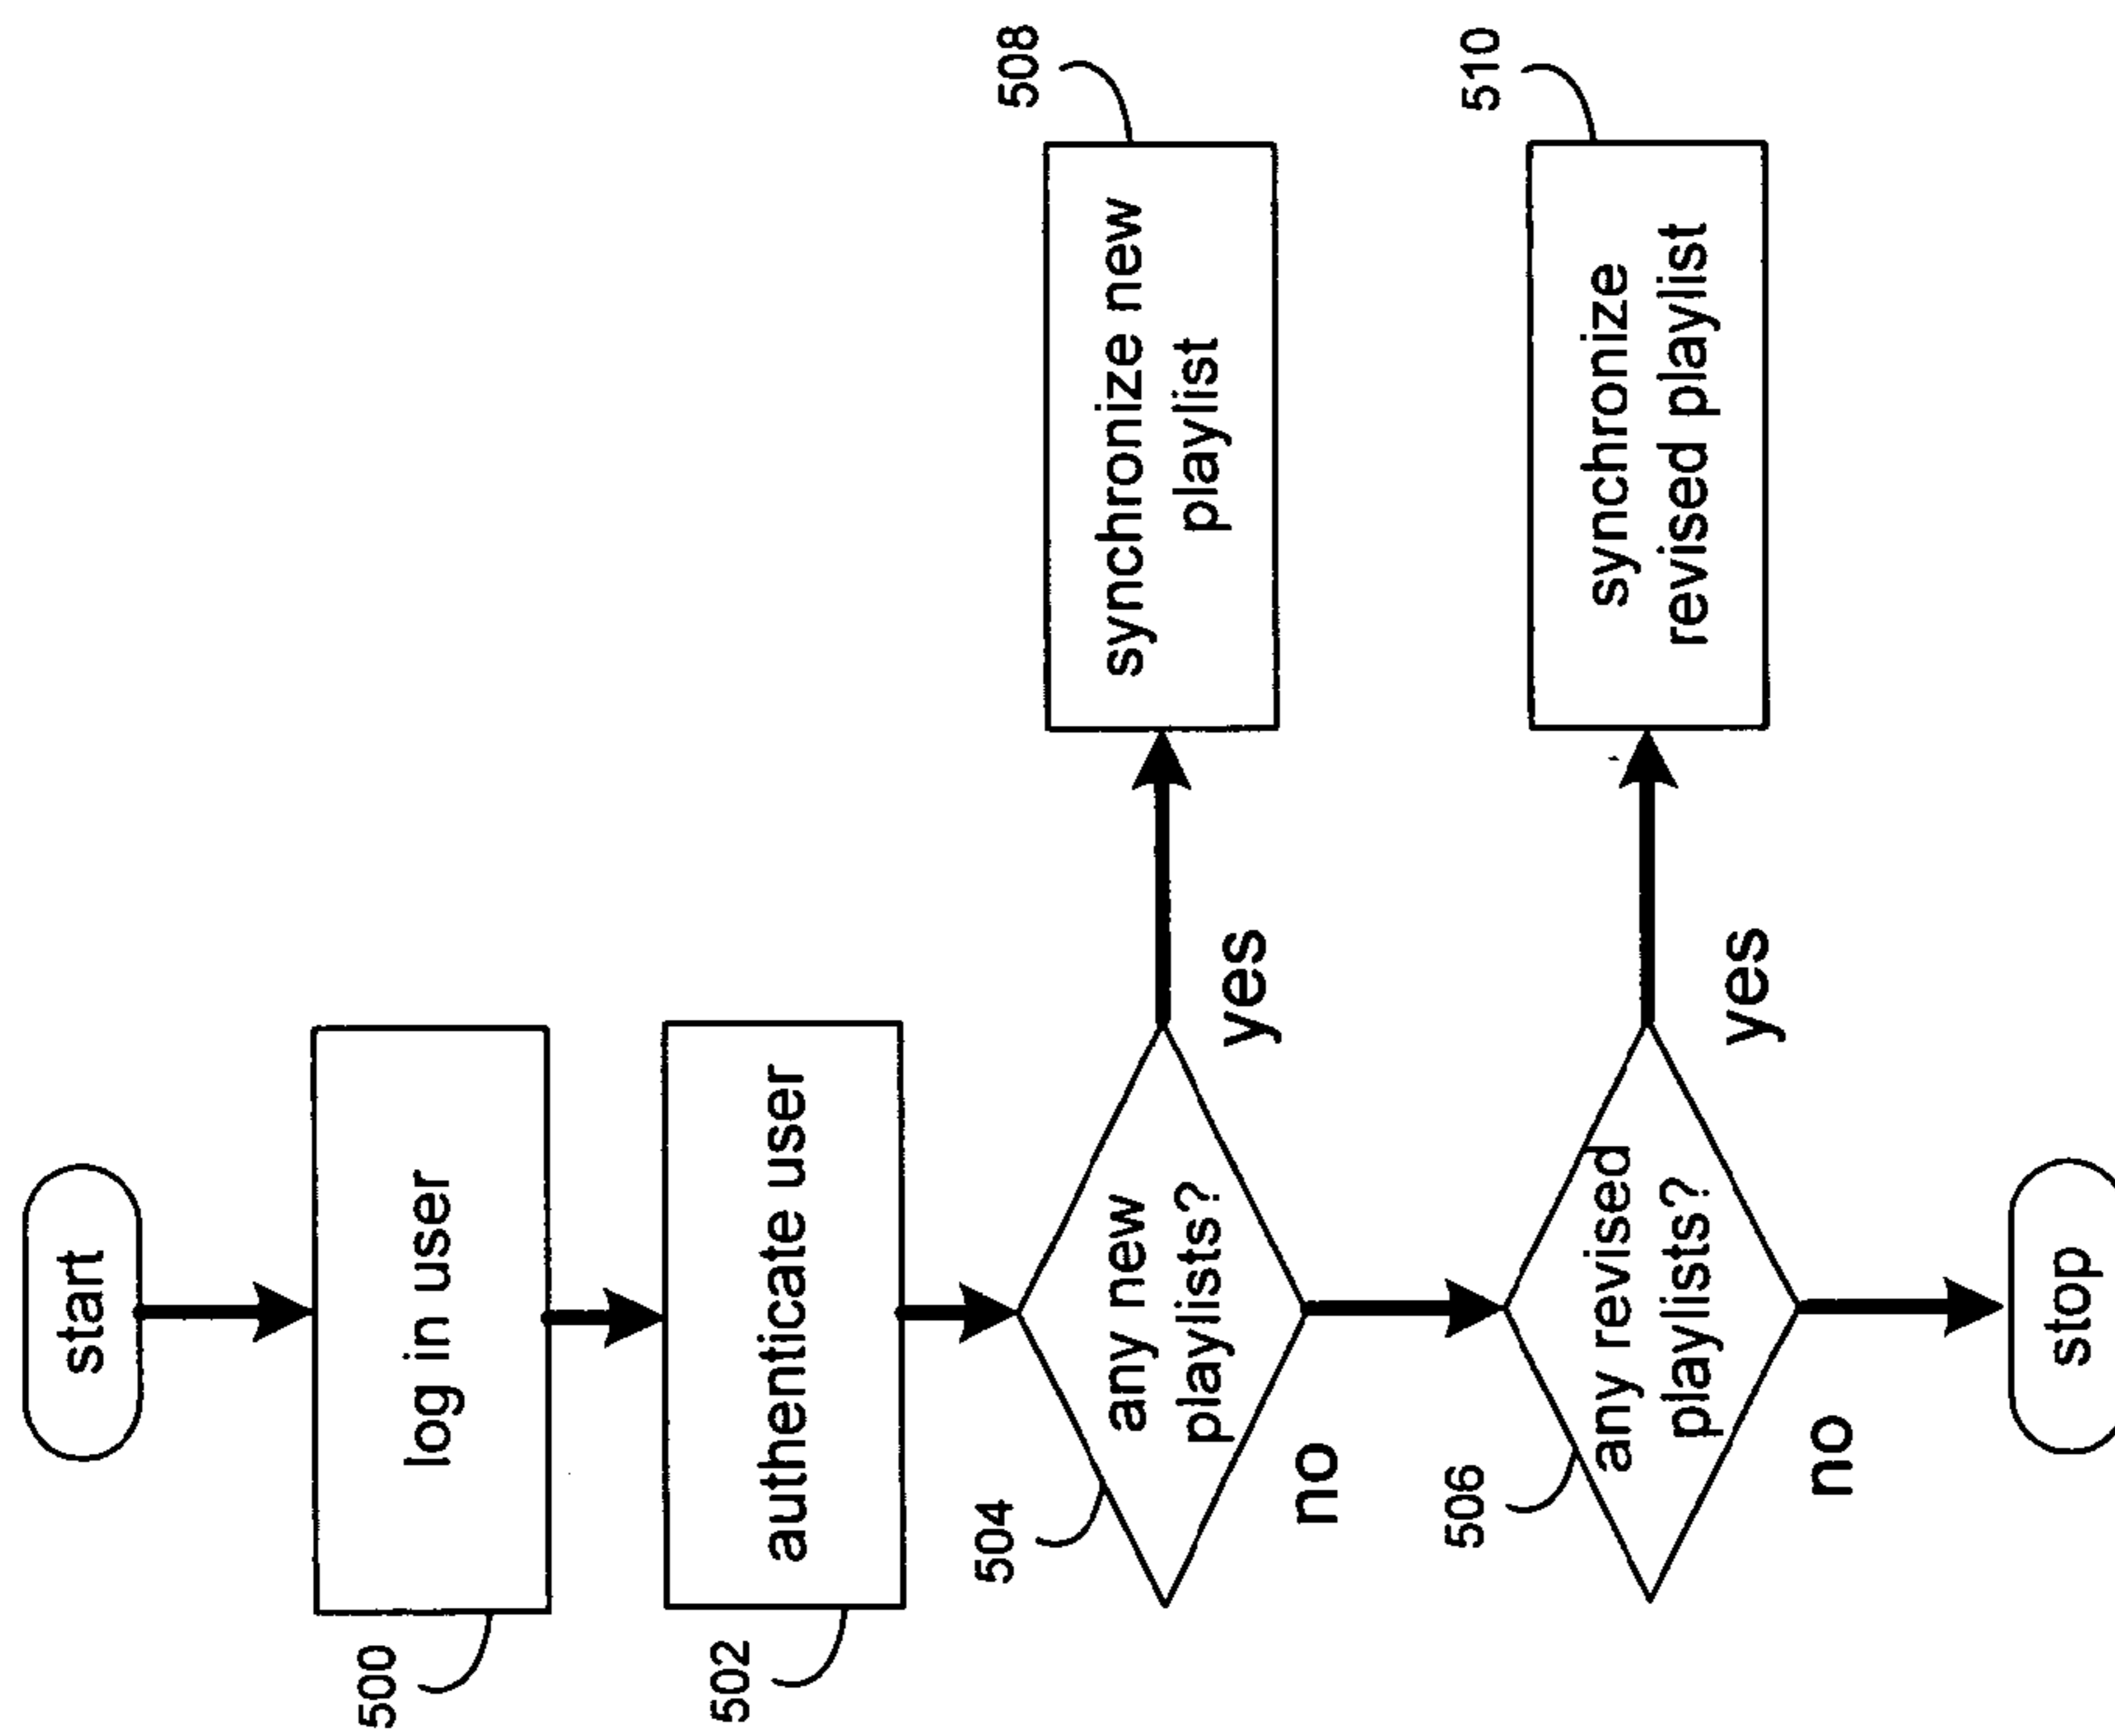 start
500
log in user
502
authenticate user
504
any new
playlists?
yes
508
synchronize new
playlist
no
506
any revised
playlists?
yes
510
synchronize
revised playlist
no
stop